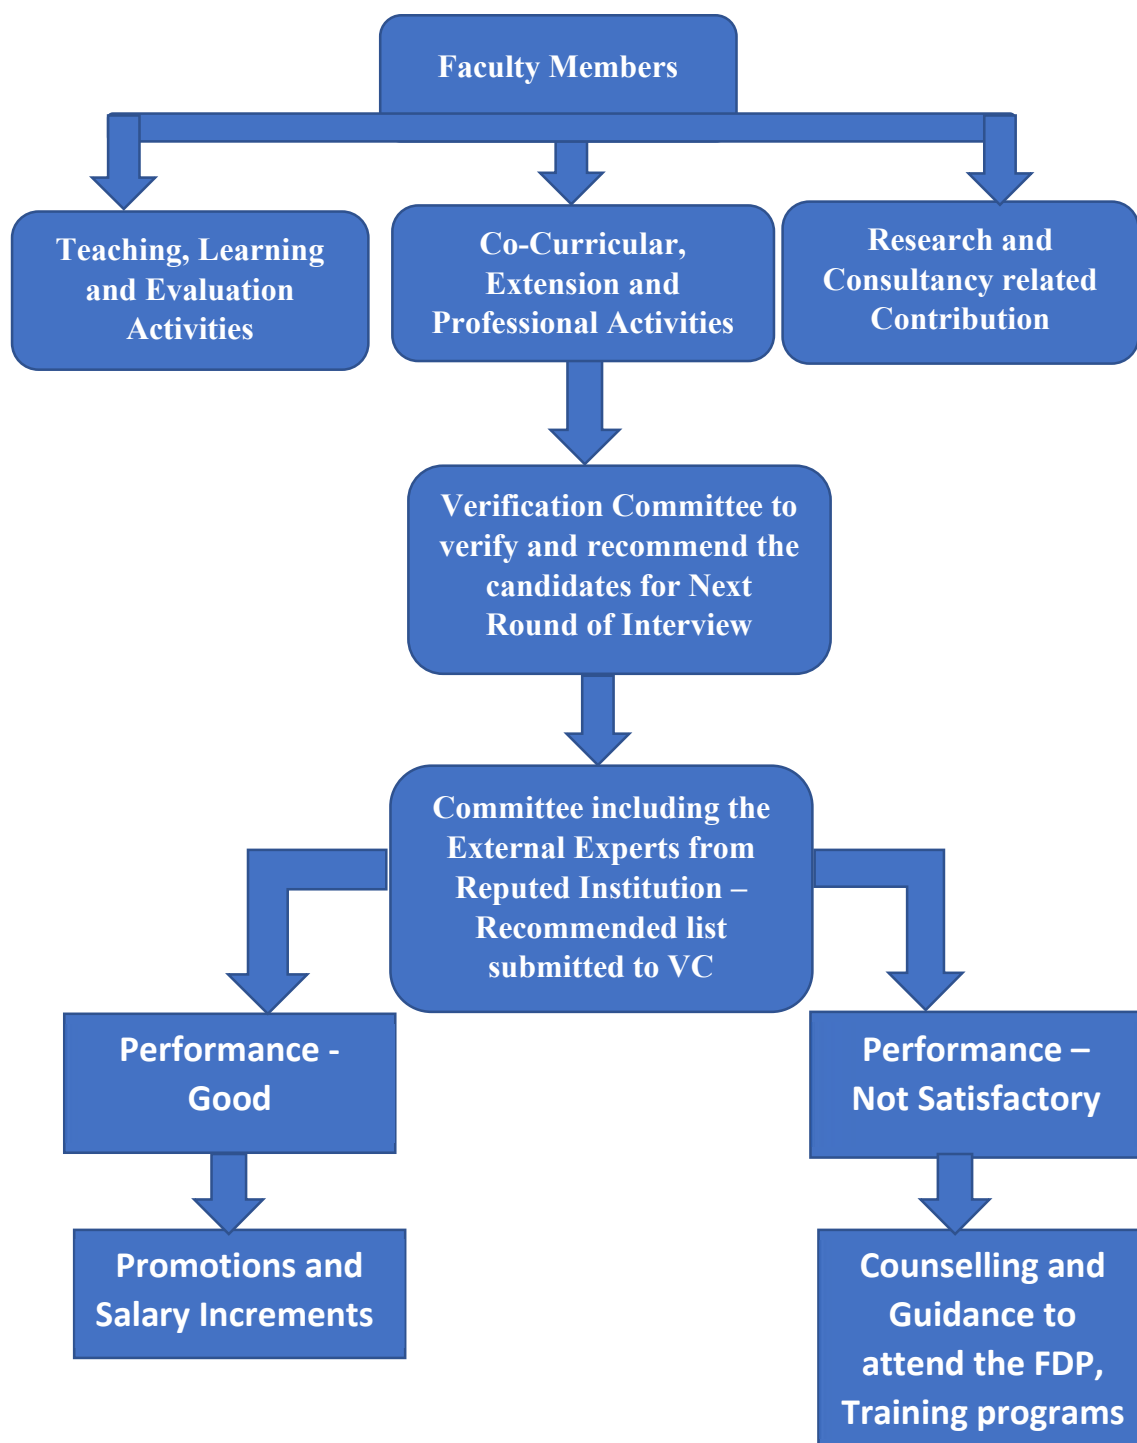 Faculty Members
Teaching, Learning
and Evaluation
Activities
Co-Curricular,
Extension and
Professional Activities
Research and
Consultancy related
Contribution
Verification Committee to
verify and recommend the
candidates for Next
Round of Interview
Committee including the
External Experts from
Reputed Institution –
Recommended list
submitted to VC
Performance -
Good
Performance –
Not Satisfactory
Promotions and
Salary Increments
Counselling and
Guidance to
attend the FDP,
Training programs